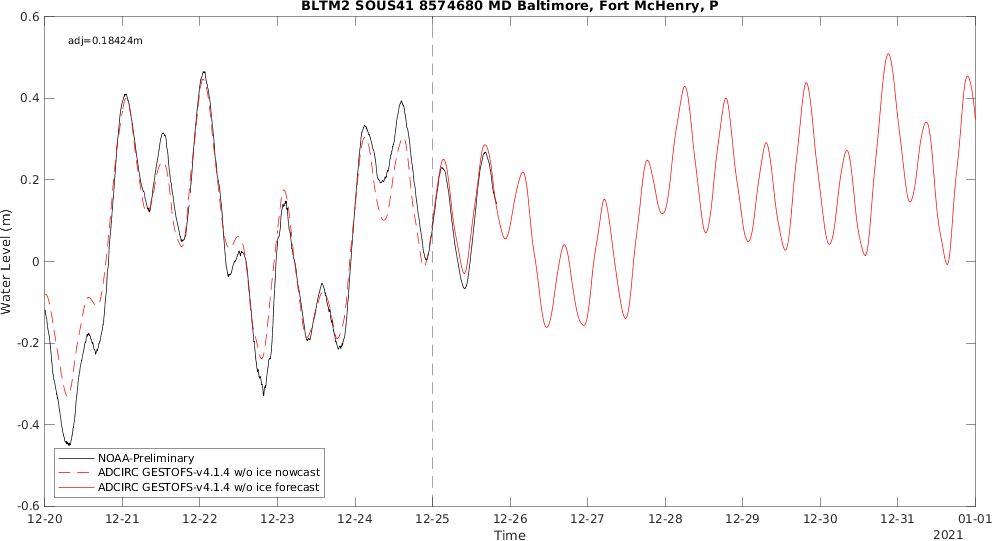 BLTM2 SOUS41 8574680 MD Baltimore, Fort McHenry, P
adj=0.18424m
0.6
0.4
0.2
0
-0.2
-0.4
-0.6
Water Level (m)
NOAA-Preliminary
ADCIRC GESTOFS-v4.1.4 w/o ice nowcast
ADCIRC GESTOFS-v4.1.4 w/o ice forecast
12-20 12-21 12-22 12-23 12-24 12-25 12-26 12-27 12-28 12-29 12-30 12-31 01-01
Time
2021